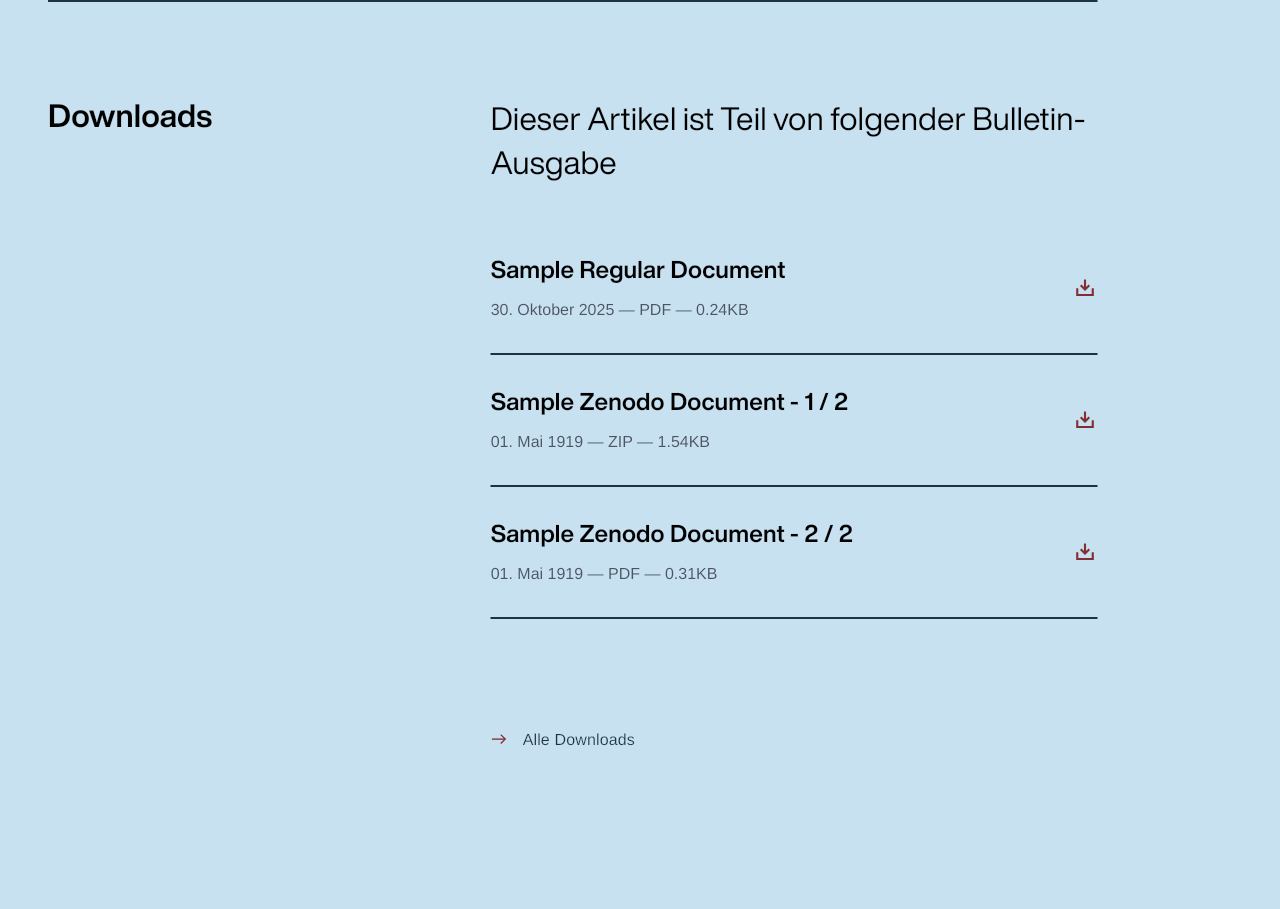 Downloads
Dieser Artikel ist Teil von folgender Bulletin-
Ausgabe
Sample Regular Document
30. Oktober 2025 — PDF — 0.24KB
Sample Zenodo Document - 1 / 2
01. Mai 1919 — ZIP — 1.54KB
Sample Zenodo Document - 2 / 2
01. Mai 1919 — PDF — 0.31KB
Alle Downloads